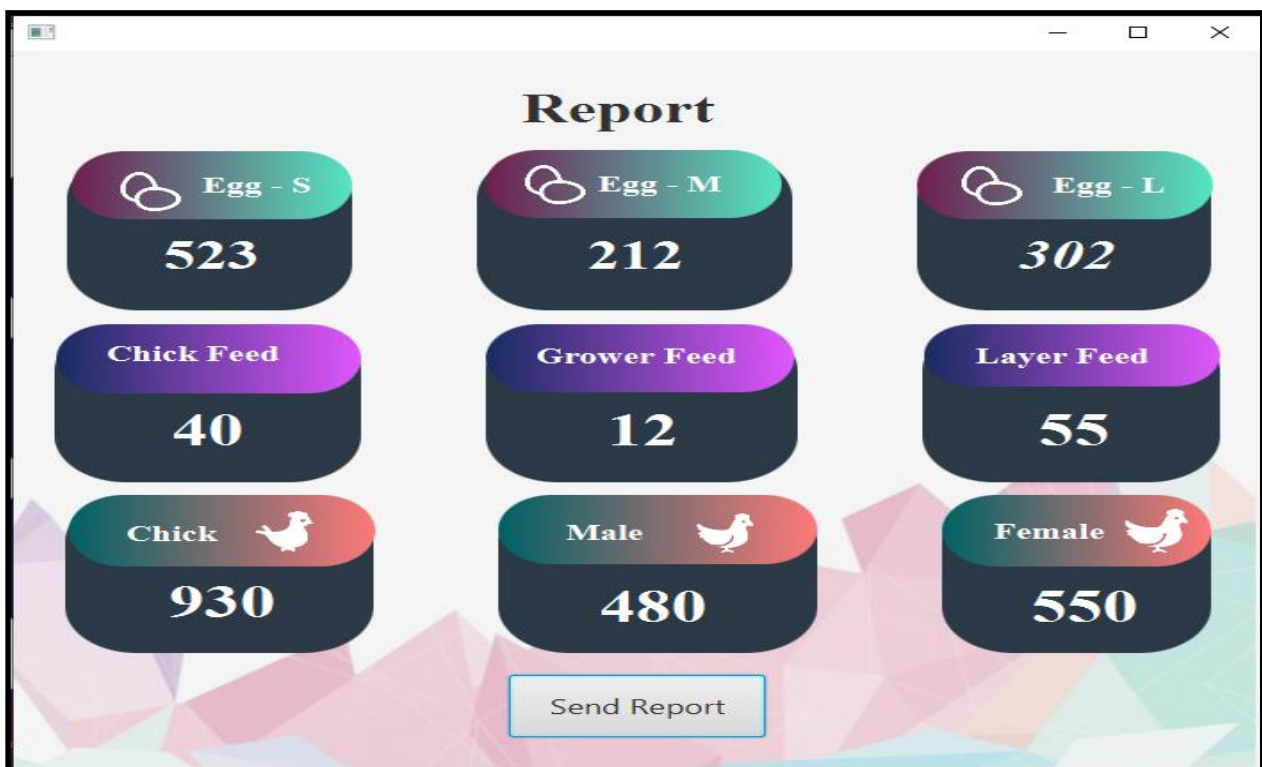 Report
Egg - S
Egg - M
Egg - L
523
212
302
Chick Feed
Grower Feed
Layer Feed
40
12
55
Chick
Male
Female
930
480
550
Send Report